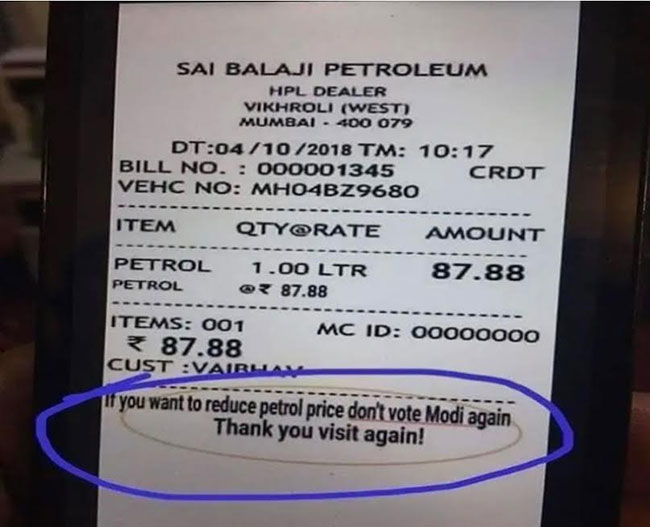 SAI BALAJI PETROLEUM
HPL DEALER
VIKHROLI (WEST)
MUMBAI - 400 079
DT:04/10/2018 TM: 10:17
BILL NO. : 000001345 CRDT
VEHC NO: MH04BZ9680
ITEM QTY@RATE AMOUNT
PETROL 1.00 LTR 87.88
PETROL @₹ 87.88
ITEMS: 001 MC ID: 00000000
₹ 87.88
CUST :VAIBHAV
If you want to reduce petrol price don't vote Modi again
Thank you visit again!